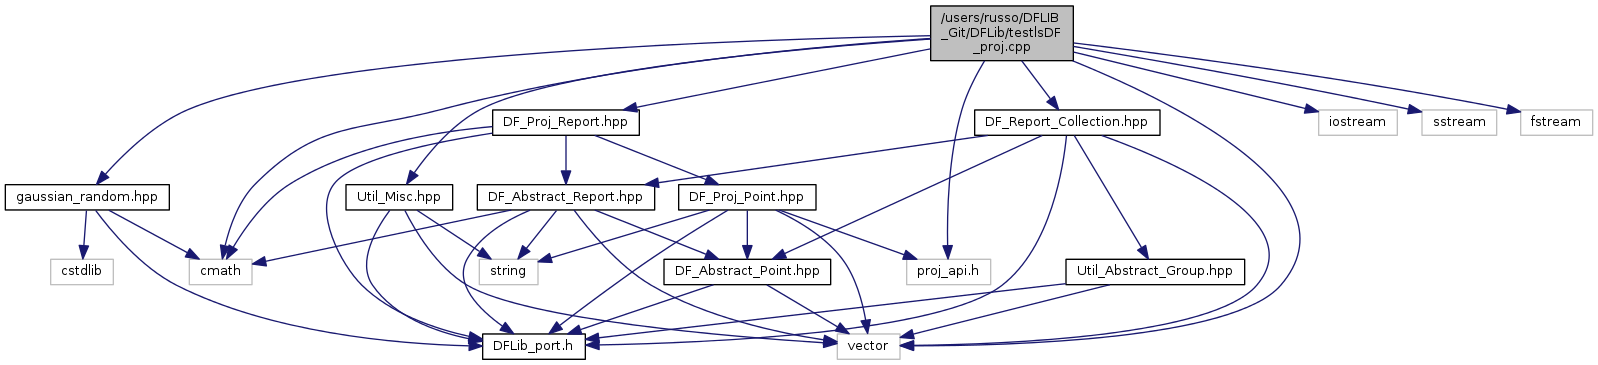 /users/russo/DFLIB
_Git/DFLib/testlsDF
_proj.cpp
DF_Proj_Report.hpp
DF_Report_Collection.hpp
iostream
sstream
fstream
gaussian_random.hpp
Util_Misc.hpp
DF_Abstract_Report.hpp
DF_Proj_Point.hpp
cstdlib
cmath
string
DF_Abstract_Point.hpp
proj_api.h
Util_Abstract_Group.hpp
DFLib_port.h
vector